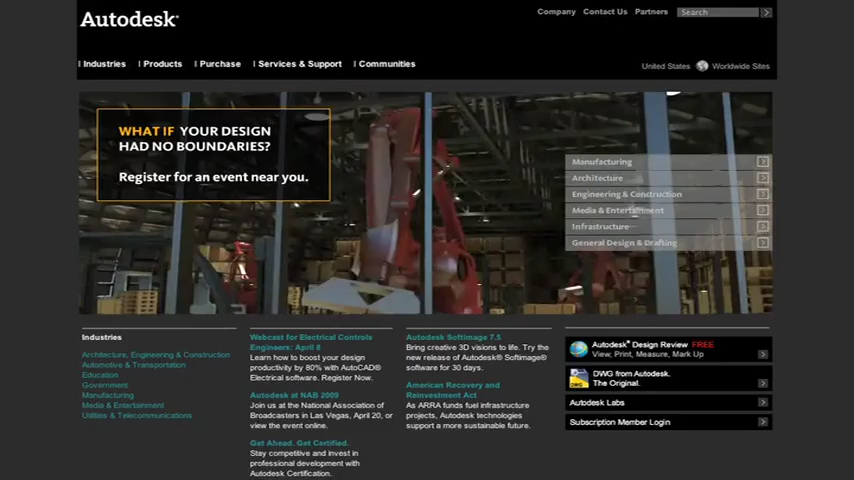 Autodesk®
Company Contact Us Partners Search
Industries Products Purchase Services & Support Communities
United States Worldwide Sites
WHAT IF YOUR DESIGN
HAD NO BOUNDARIES?
Register for an event near you.
Manufacturing
Architecture
Engineering & Construction
Media & Entertainment
Infrastructure
General Design & Drafting
Industries
Architecture, Engineering & Construction
Automotive & Transportation
Education
Government
Manufacturing
Media & Entertainment
Utilities & Telecommunications
Webcast for Electrical Controls
Engineers: April 8
Learn how to boost your design
productivity by 80% with AutoCAD®
Electrical software. Register Now.
Autodesk at NAB 2009
Join us at the National Association of
Broadcasters in Las Vegas, April 20, or
view the event online.
Get Ahead. Get Certified.
Stay competitive and invest in
professional development with
Autodesk Certification.
Autodesk Softimage 7.5
Bring creative 3D visions to life. Try the
new release of Autodesk® Softimage®
software for 30 days.
American Recovery and
Reinvestment Act
As ARRA funds fuel infrastructure
projects, Autodesk technologies
support a more sustainable future.
Autodesk® Design Review FREE
View, Print, Measure, Mark Up
DWG from Autodesk.
The Original.
Autodesk Labs
Subscription Member Login